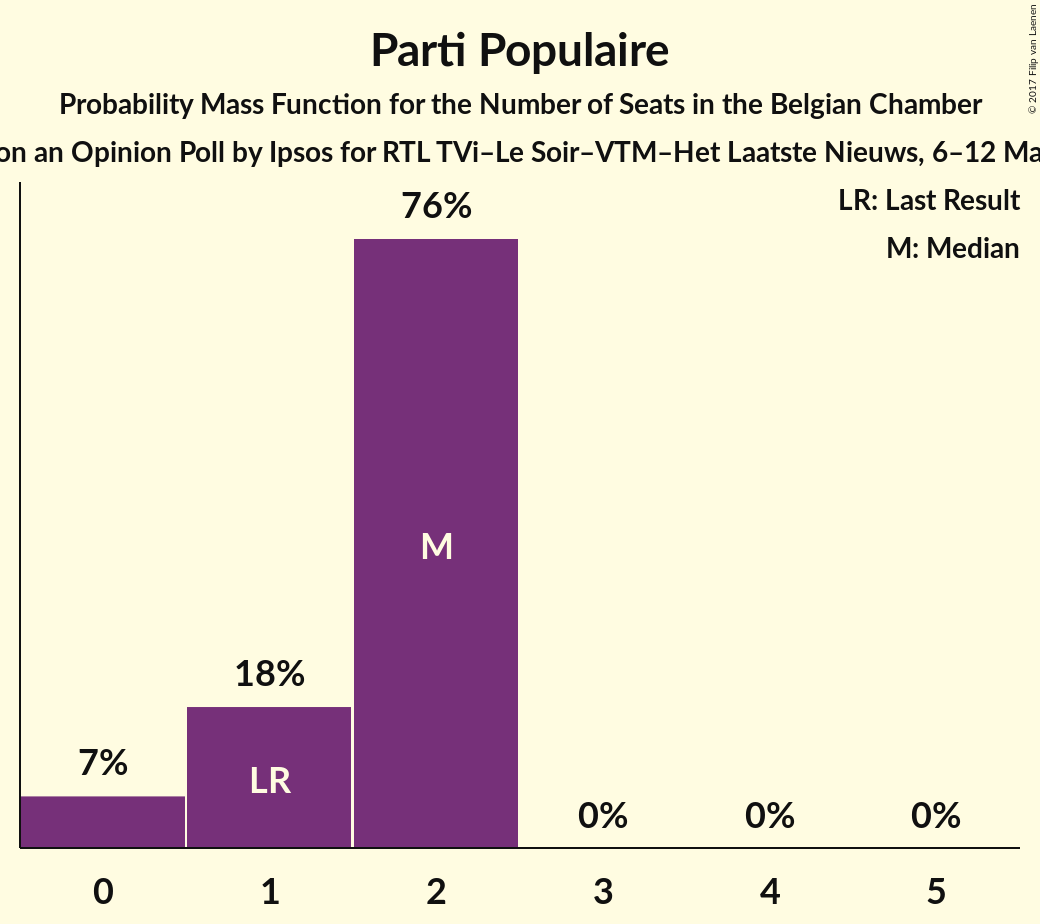 Parti Populaire
Probability Mass Function for the Number of Seats in the Belgian Chamber
on an Opinion Poll by Ipsos for RTL TVi–Le Soir–VTM–Het Laatste Nieuws, 6–12 Ma
© 2017 Filip van Laenen
LR: Last Result
M: Median
76%
M
18%
LR
7%
0%
0%
0%
0
1
2
3
4
5